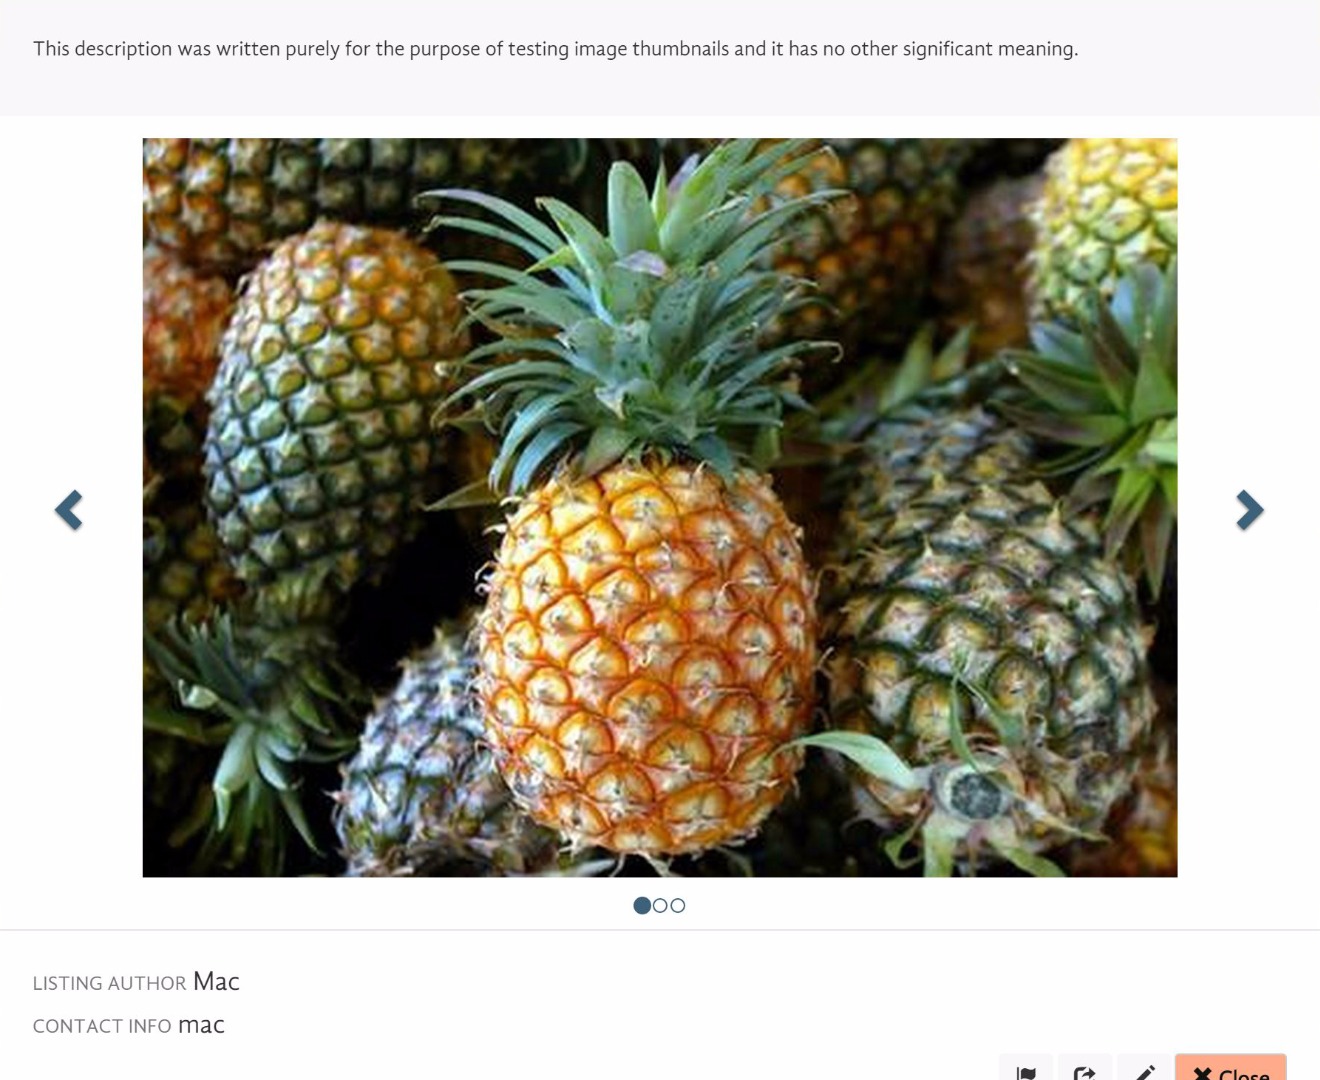 This description was written purely for the purpose of testing image thumbnails and it has no other significant meaning.
LISTING AUTHOR Mac
CONTACT INFO mac
Close